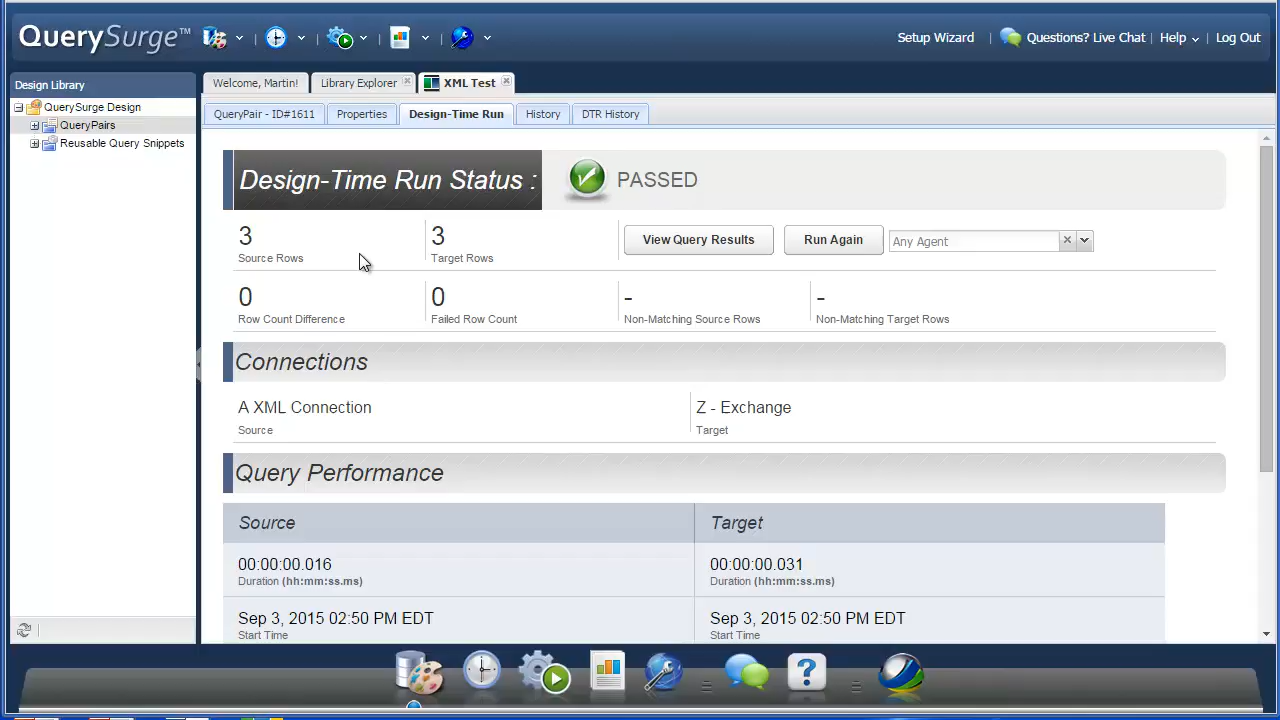 QuerySurge™
Setup Wizard
Questions? Live Chat
Help
Log Out
Design Library
Welcome, Martin!
Library Explorer
XML Test
QuerySurge Design
QueryPairs
Reusable Query Snippets
QueryPair - ID#1611
Properties
Design-Time Run
History
DTR History
Design-Time Run Status :
PASSED
3
Source Rows
3
Target Rows
View Query Results
Run Again
Any Agent
0
Row Count Difference
0
Failed Row Count
-
Non-Matching Source Rows
-
Non-Matching Target Rows
Connections
A XML Connection
Source
Z - Exchange
Target
Query Performance
Source
Target
00:00:00.016
Duration (hh:mm:ss.ms)
00:00:00.031
Duration (hh:mm:ss.ms)
Sep 3, 2015 02:50 PM EDT
Start Time
Sep 3, 2015 02:50 PM EDT
Start Time